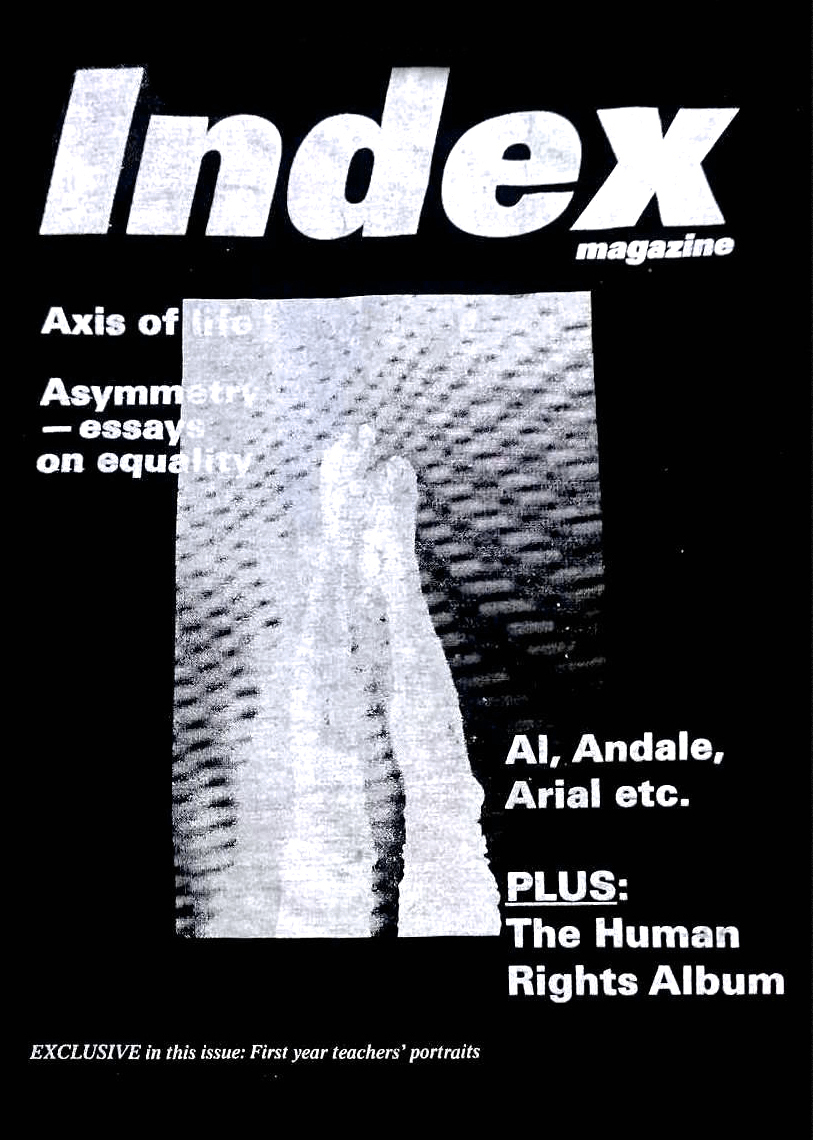 Index
magazine
Axis of life
Asymmetry
— essays
on equality
AI, Andale,
Arial etc.
PLUS:
The Human
Rights Album
EXCLUSIVE in this issue: First year teachers' portraits